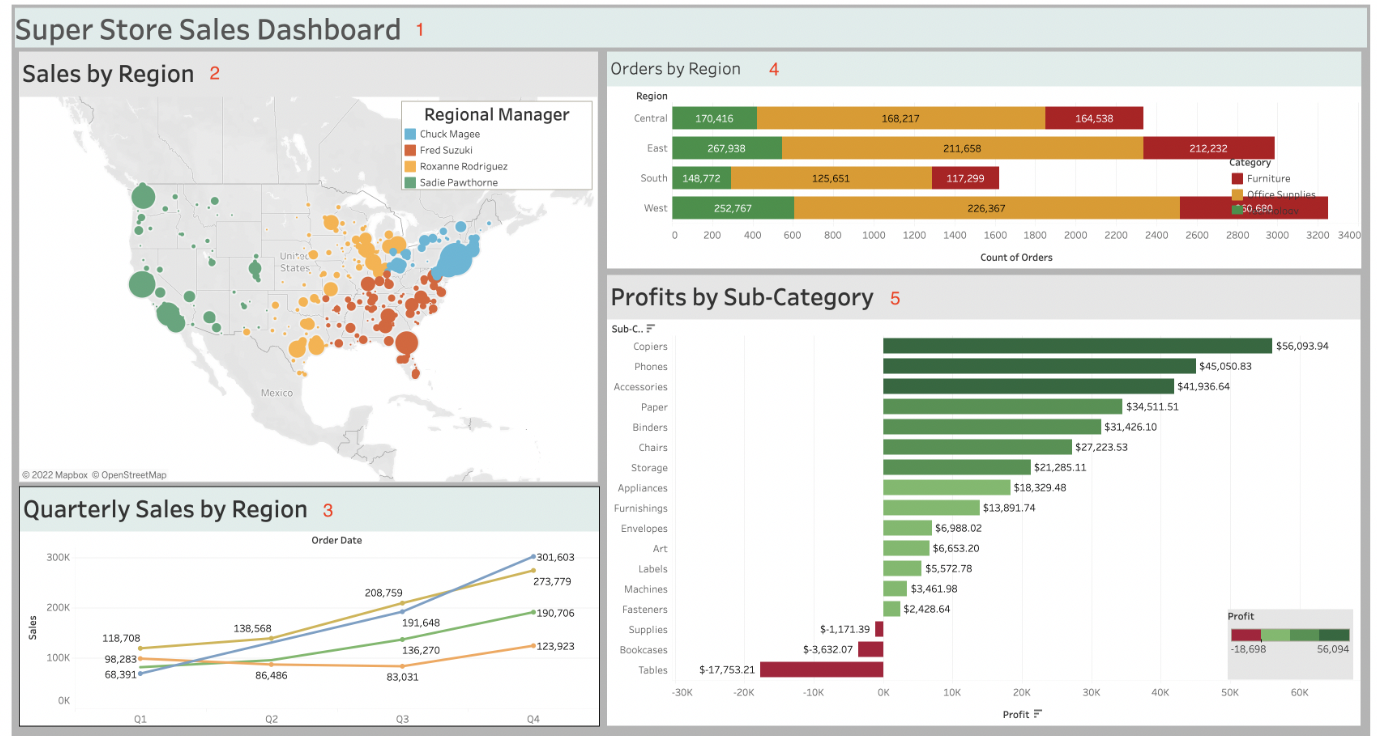 Super Store Sales Dashboard 1
Sales by Region 2
Regional Manager
Chuck Magee
Fred Suzuki
Roxanne Rodriguez
Sadie Pawthorne
United
States
Mexico
© 2022 Mapbox © OpenStreetMap
Quarterly Sales by Region 3
Order Date
Sales
300K
200K
100K
0K
118,708
98,283
68,391
138,568
86,486
208,759
191,648
136,270
83,031
301,603
273,779
190,706
123,923
Q1 Q2 Q3 Q4
Orders by Region 4
Region
Central 170,416 168,217 164,538
East 267,938 211,658 212,232
South 148,772 125,651 117,299
West 252,767 226,367
Category
Furniture
Office Supplies
0 200 400 600 800 1000 1200 1400 1600 1800 2000 2200 2400 2600 2800 3000 3200 3400
Count of Orders
Profits by Sub-Category 5
Sub-C..
Copiers $56,093.94
Phones $45,050.83
Accessories $41,936.64
Paper $34,511.51
Binders $31,426.10
Chairs $27,223.53
Storage $21,285.11
Appliances $18,329.48
Furnishings $13,891.74
Envelopes $6,988.02
Art $6,653.20
Labels $5,572.78
Machines $3,461.98
Fasteners $2,428.64
Supplies $-1,171.39
Bookcases $-3,632.07
Tables $-17,753.21
-30K -20K -10K 0K 10K 20K 30K 40K 50K 60K
Profit
Profit
-18,698 56,094